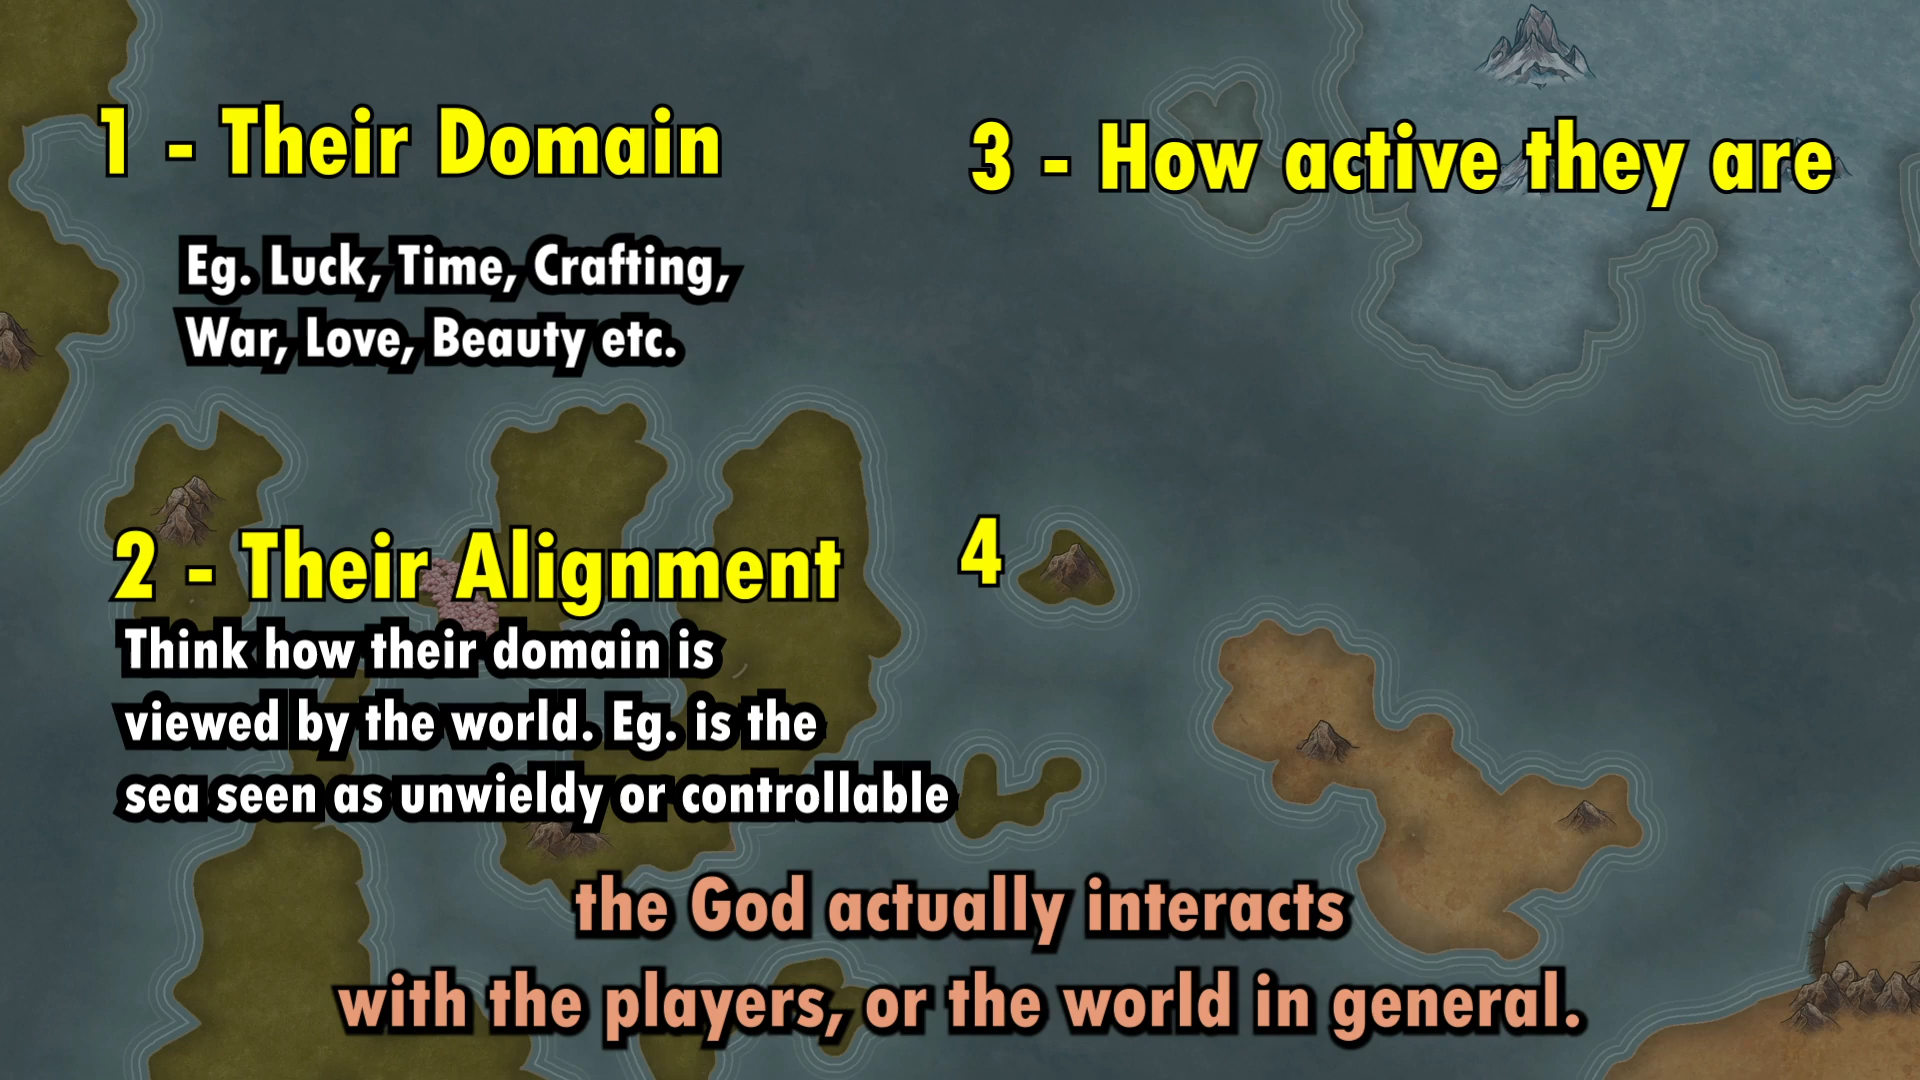 1 - Their Domain
Eg. Luck, Time, Crafting,
War, Love, Beauty etc.
2 - Their Alignment
Think how their domain is
viewed by the world. Eg. is the
sea seen as unwieldy or controllable
3 - How active they are
4
the God actually interacts
with the players, or the world in general.